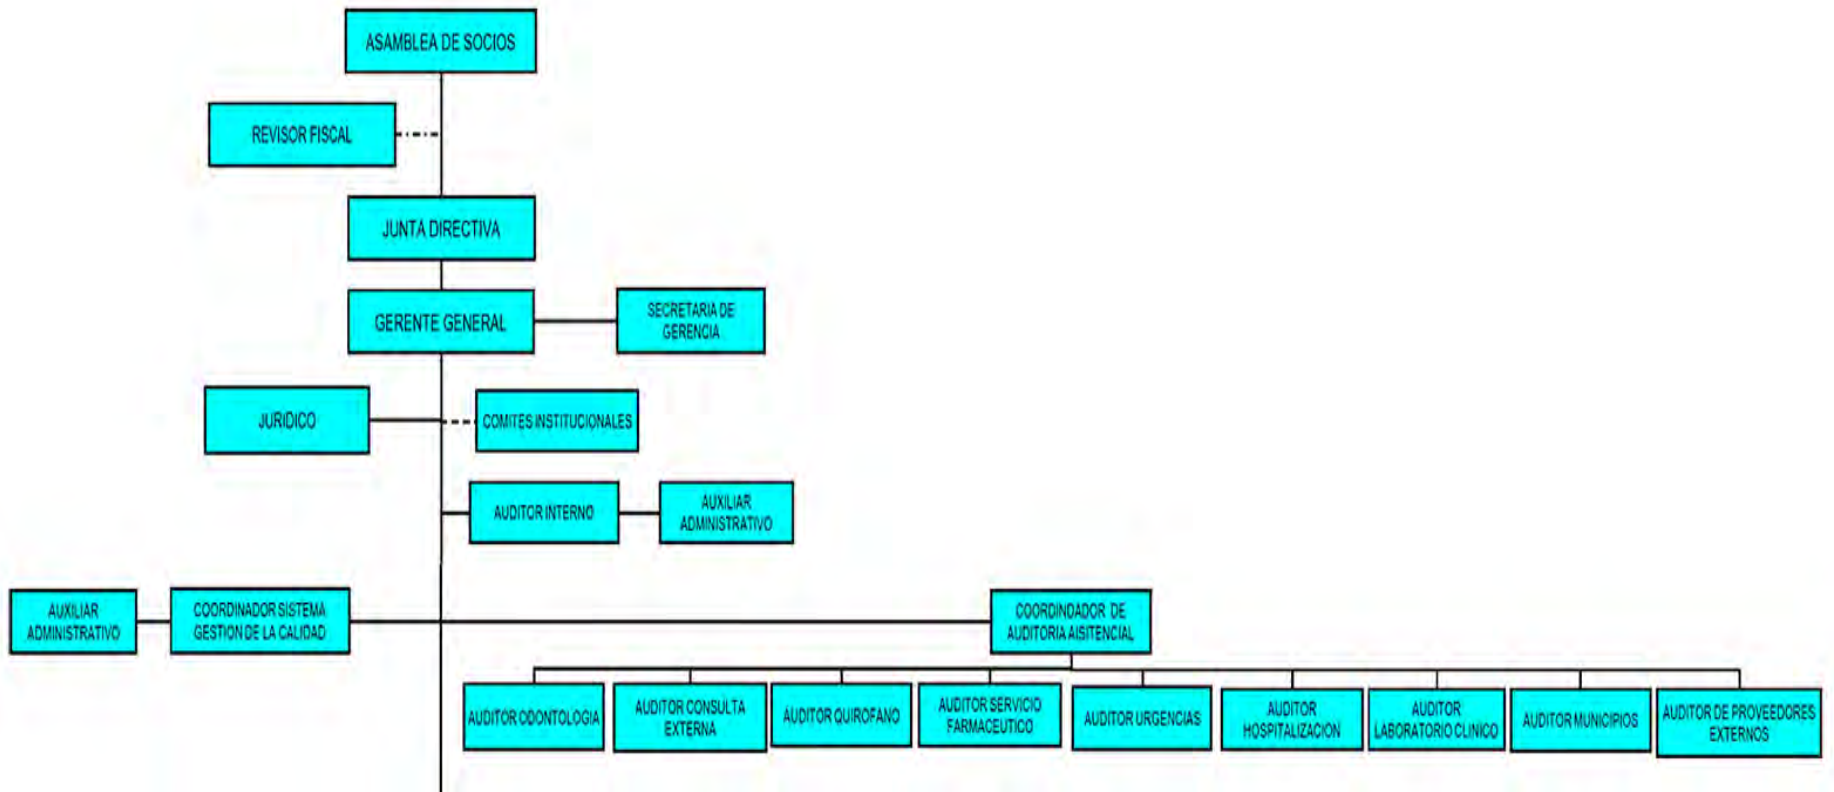 ASAMBLEA DE SOCIOS
REVISOR FISCAL
JUNTA DIRECTIVA
GERENTE GENERAL
SECRETARIA DE
GERENCIA
JURIDICO
COMITES INSTITUCIONALES
AUDITOR INTERNO
AUXILIAR
ADMINISTRATIVO
AUXILIAR
ADMINISTRATIVO
COORDINADOR SISTEMA
GESTION DE LA CALIDAD
COORDINDADOR DE
AUDITORIA AISITENCIAL
AUDITOR ODONTOLOGIA
AUDITOR CONSULTA
EXTERNA
AUDITOR QUIROFANO
AUDITOR SERVICIO
FARMACEUTICO
AUDITOR URGENCIAS
AUDITOR
HOSPITALIZACION
AUDITOR
LABORATORIO CLINICO
AUDITOR MUNICIPIOS
AUDITOR DE PROVEEDORES
EXTERNOS